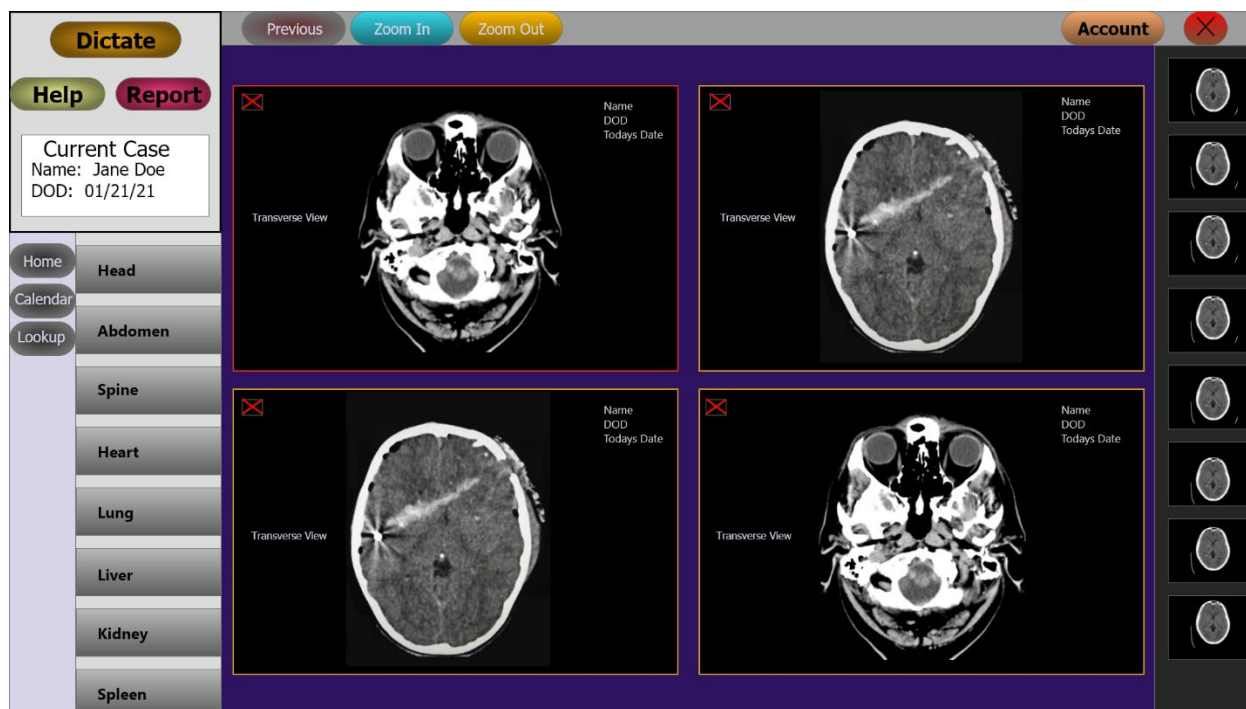 Dictate
Help
Report
Current Case
Name: Jane Doe
DOD: 01/21/21
Home
Calendar
Lookup
Head
Abdomen
Spine
Heart
Lung
Liver
Kidney
Spleen
Previous
Zoom In
Zoom Out
Account
Name
DOD
Todays Date
Transverse View
Name
DOD
Todays Date
Transverse View
Name
DOD
Todays Date
Transverse View
Name
DOD
Todays Date
Transverse View